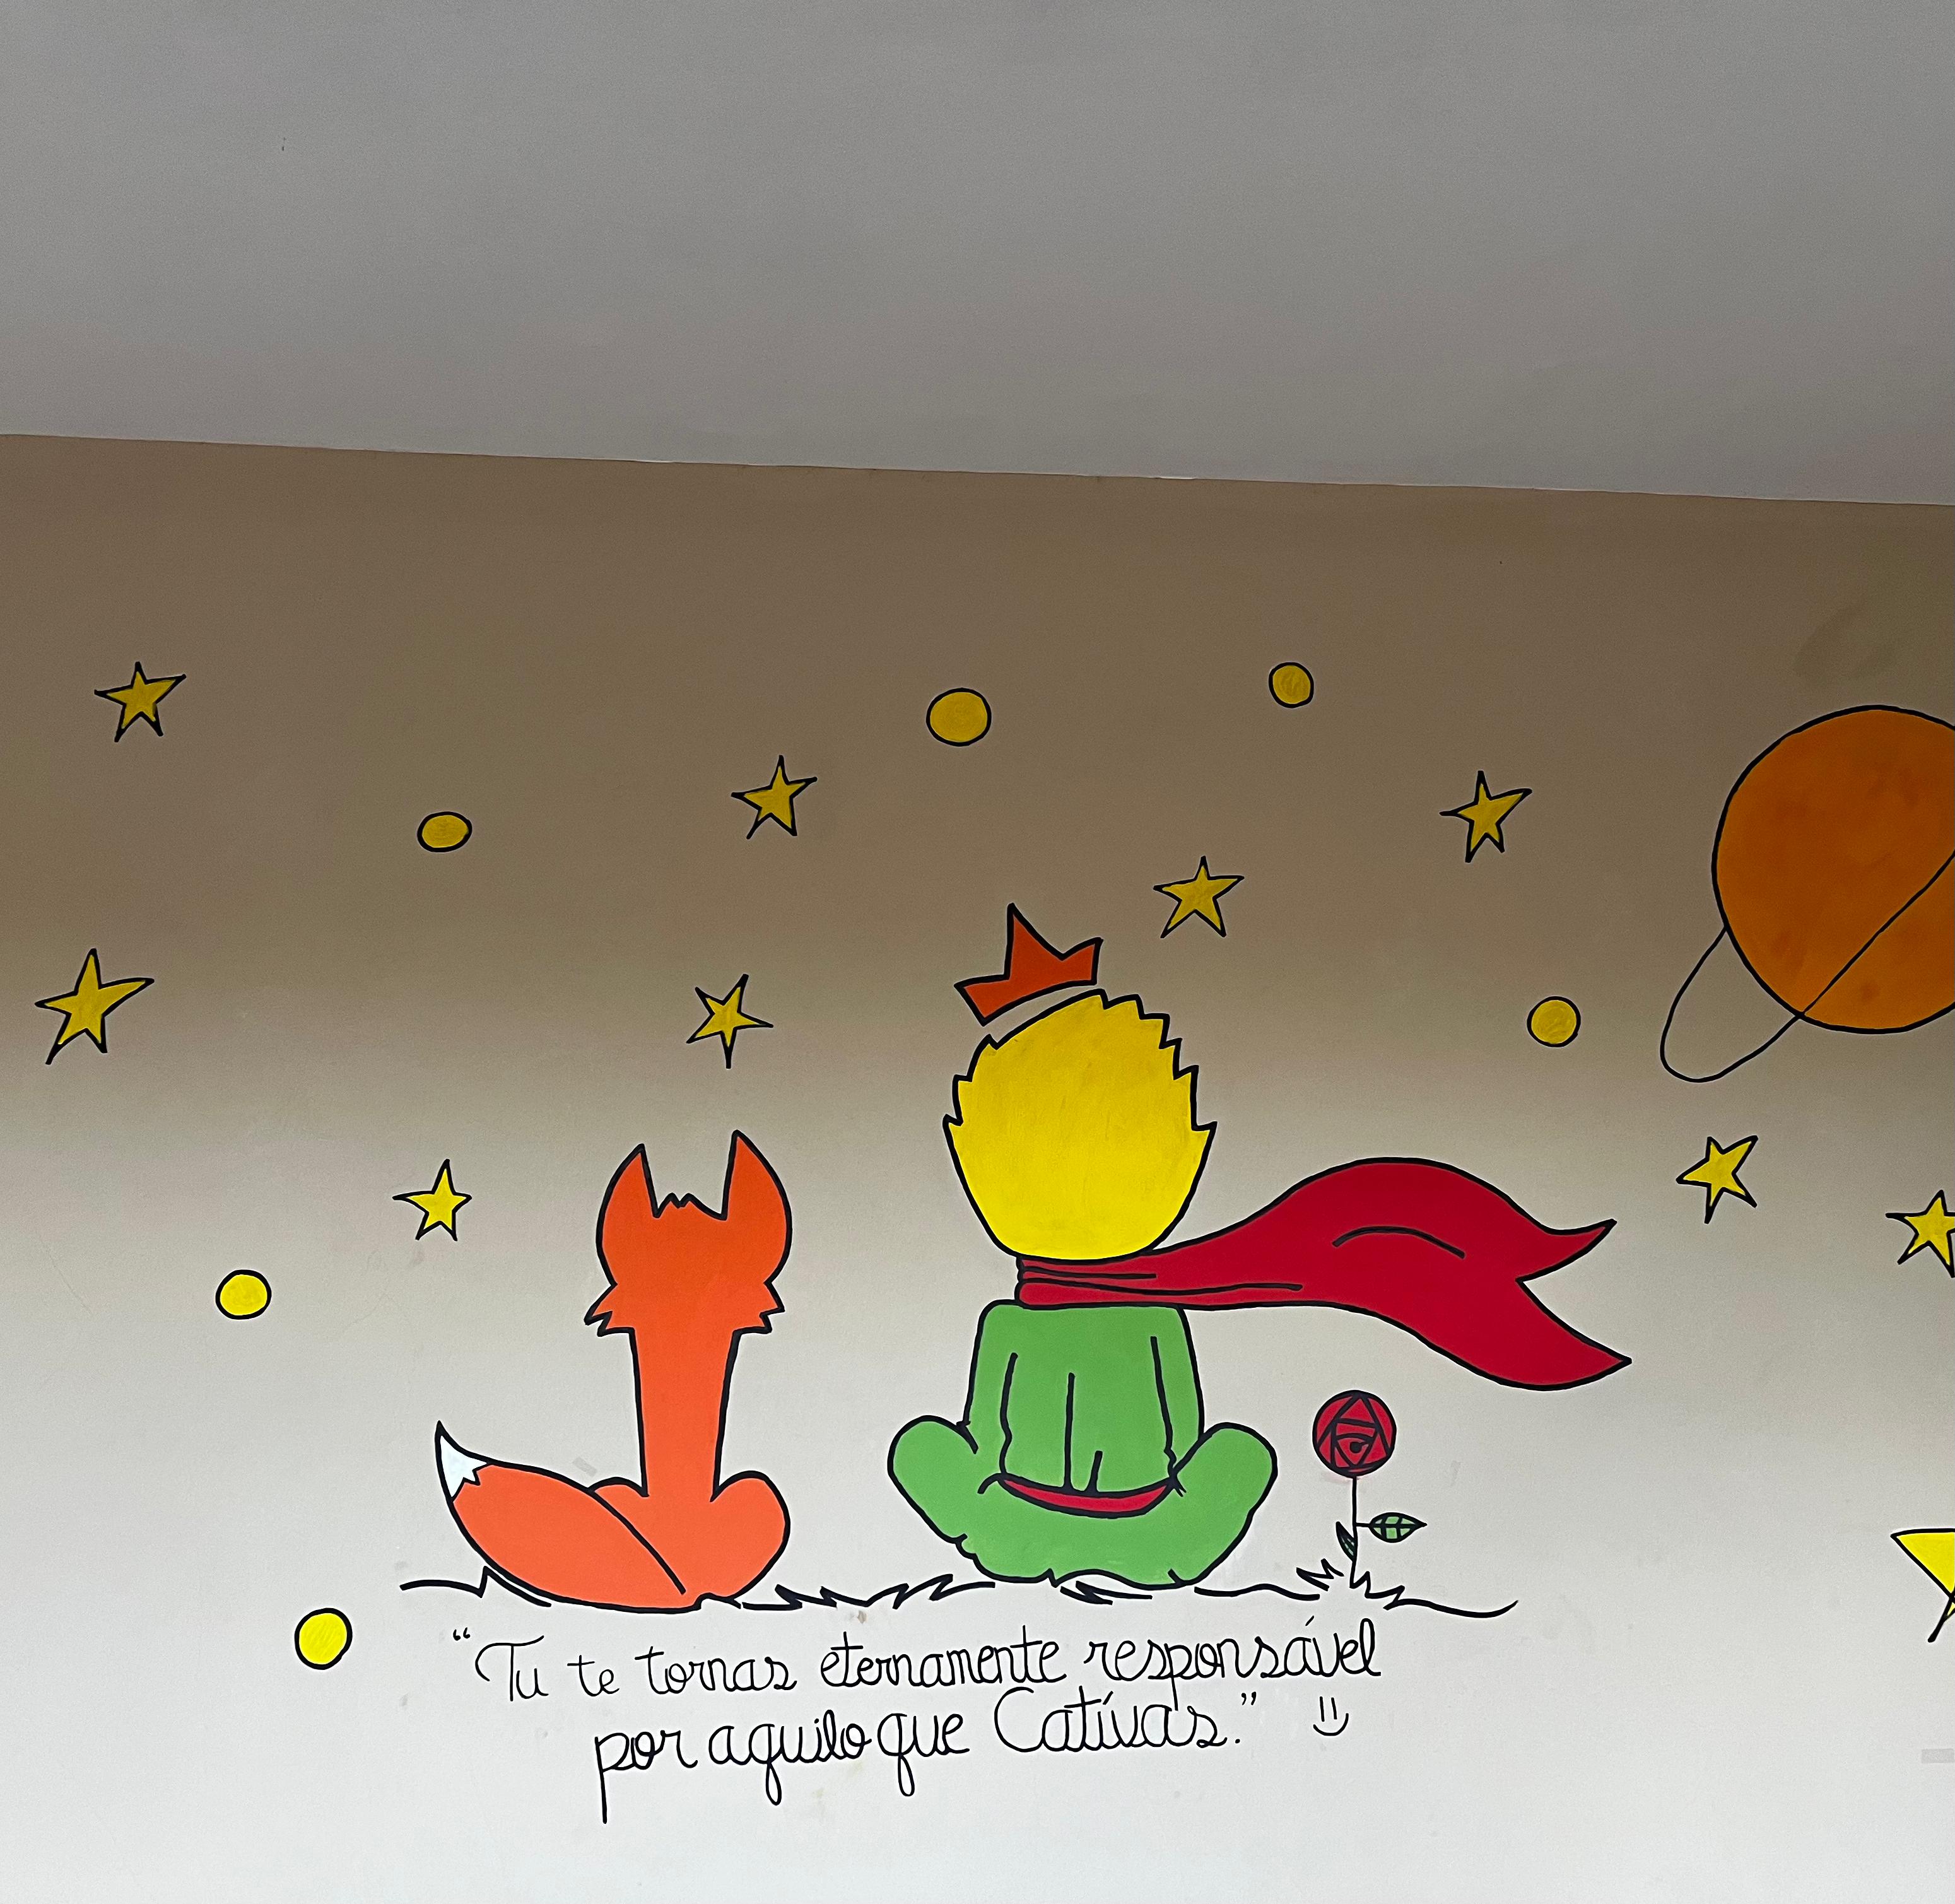 “Tu te tornas eternamente responsável
por aquilo que Cativas.”